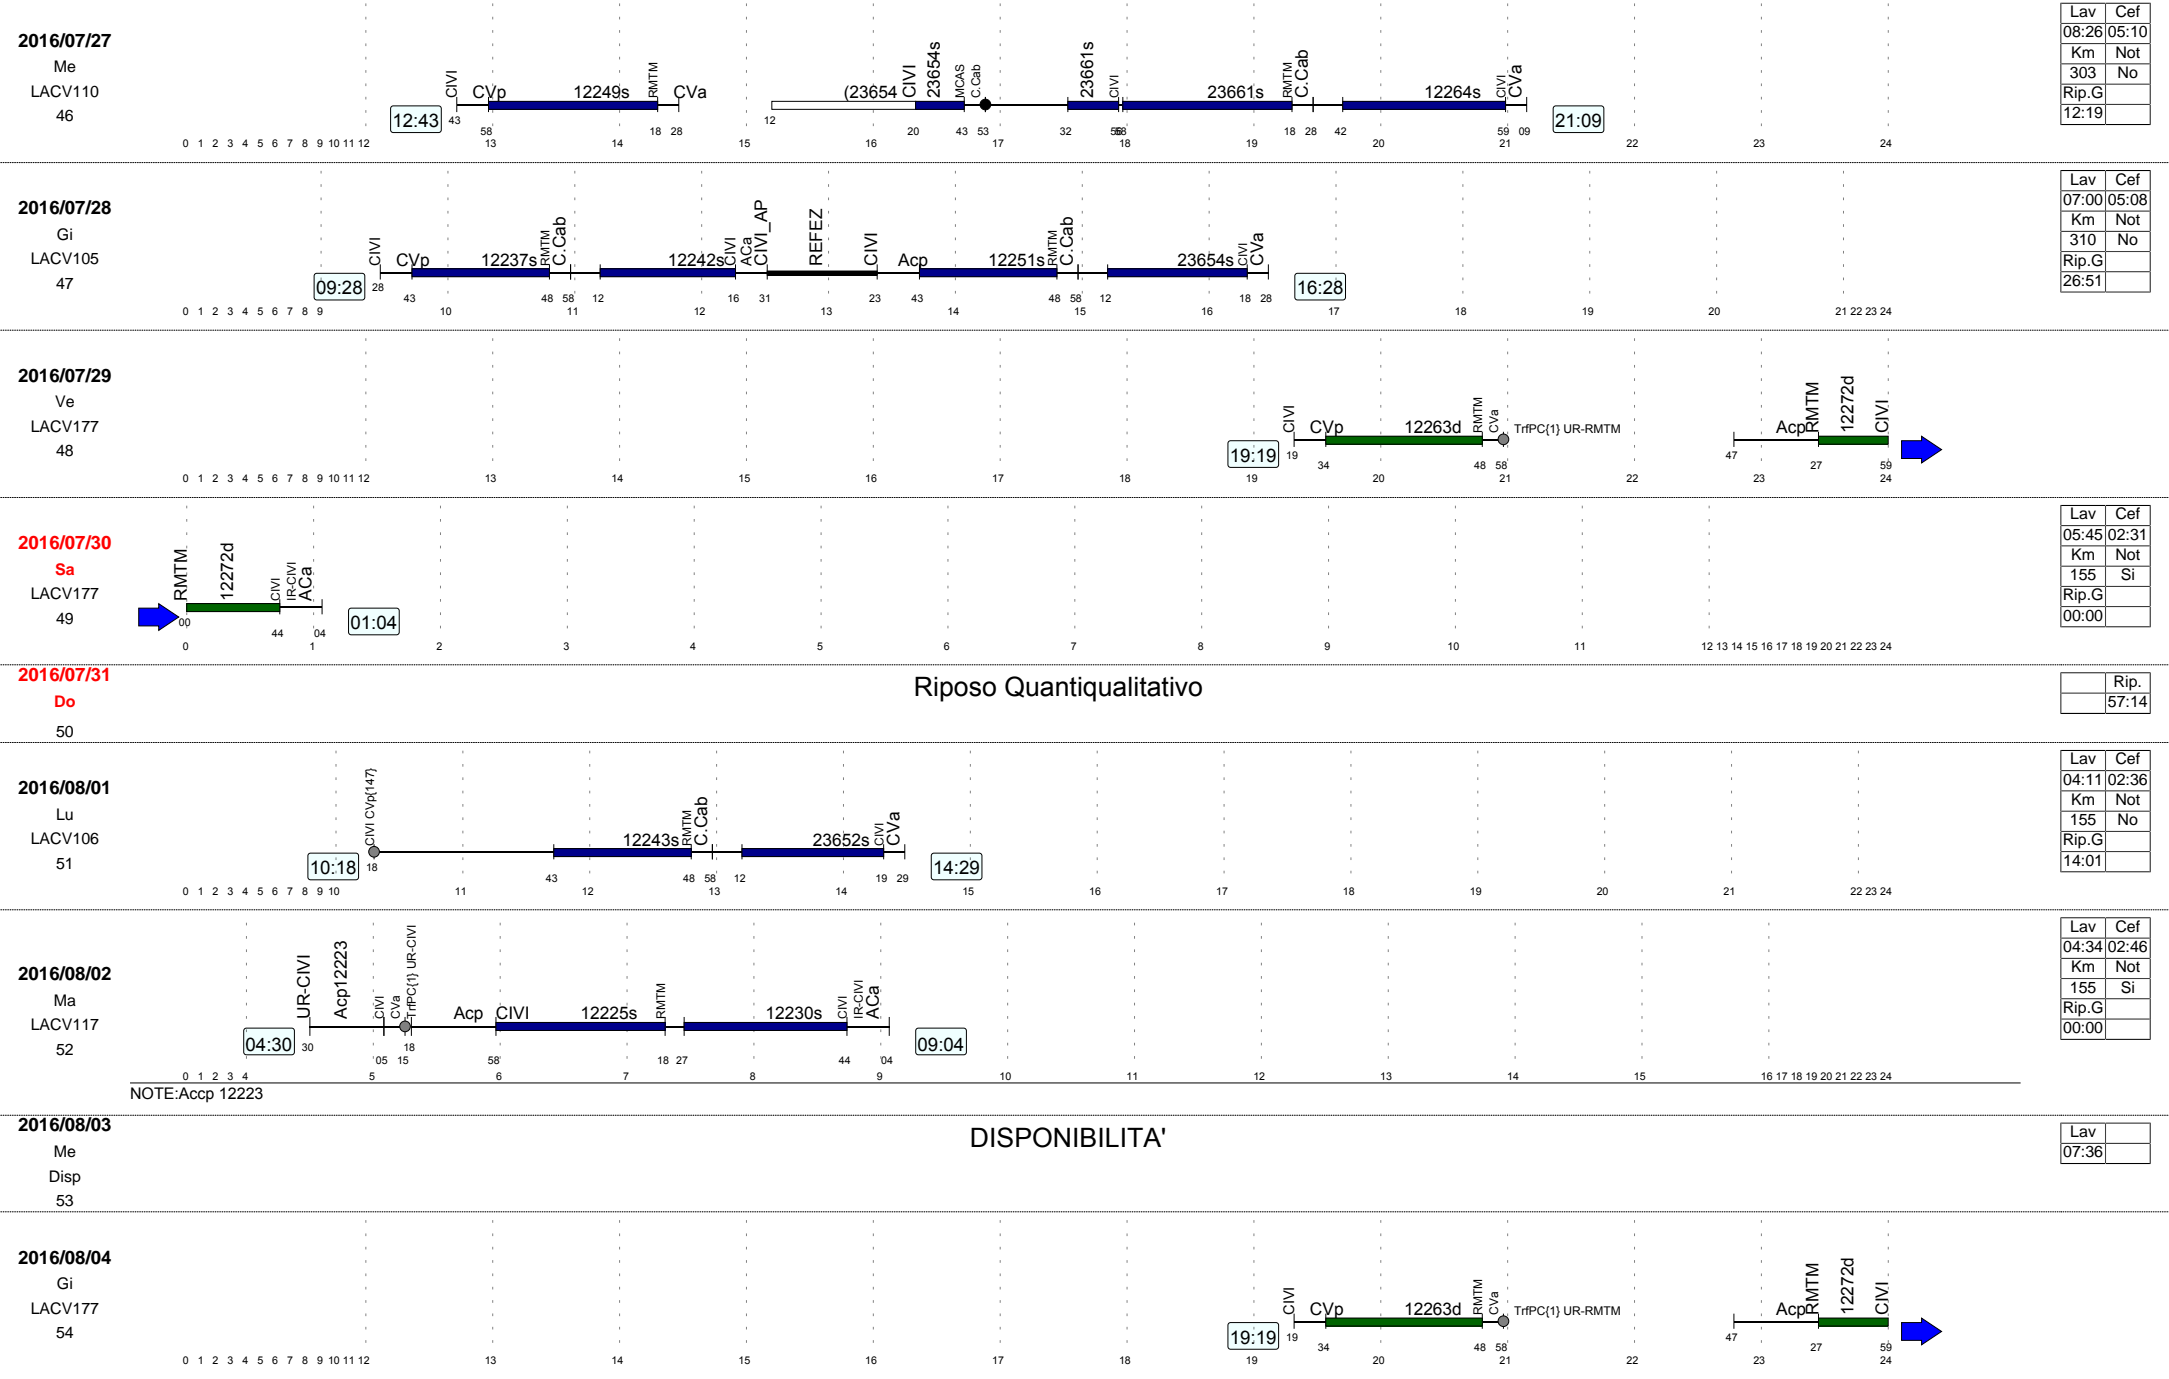 2016/07/27
Me
LACV110
46
12:43
CIVI CVp 12249s RMTM CVa (23654 CIVI 23654s MCAS C.Cab 23661s CIVI 23661s RMTM C.Cab 12264s CIVI CVa
43 58 18 28 12 20 43 53 32 58 18 28 42 59 09
21:09
0 1 2 3 4 5 6 7 8 9 10 11 12 13 14 15 16 17 18 19 20 21 22 23 24
Lav Cef
08:26 05:10
Km Not
303 No
Rip.G
12:19
2016/07/28
Gi
LACV105
47
09:28
CIVI CVp 12237s RMTM C.Cab 12242s CIVI ACa CIVI_AP REFEZ CIVI Acp 12251s RMTM C.Cab 23654s CIVI CVa
28 43 48 58 12 16 31 23 43 48 58 12 18 28
16:28
0 1 2 3 4 5 6 7 8 9 10 11 12 13 14 15 16 17 18 19 20 21 22 23 24
Lav Cef
07:00 05:08
Km Not
310 No
Rip.G
26:51
2016/07/29
Ve
LACV177
48
19:19
CIVI CVp 12263d RMTM CVa TrfPC{1} UR-RMTM Acp RMTM 12272d CIVI
19 34 48 58 47 27 59
0 1 2 3 4 5 6 7 8 9 10 11 12 13 14 15 16 17 18 19 20 21 22 23 24
2016/07/30
Sa
LACV177
49
RMTM 12272d CIVI IR-CIVI ACa
00 44 04
01:04
0 1 2 3 4 5 6 7 8 9 10 11 12 13 14 15 16 17 18 19 20 21 22 23 24
Lav Cef
05:45 02:31
Km Not
155 Si
Rip.G
00:00
2016/07/31
Do
50
Riposo Quantiqualitativo
Rip.
57:14
2016/08/01
Lu
LACV106
51
10:18
CIVI CVp{147} 12243s RMTM C.Cab 23652s CIVI CVa
18 43 48 58 12 19 29
14:29
0 1 2 3 4 5 6 7 8 9 10 11 12 13 14 15 16 17 18 19 20 21 22 23 24
Lav Cef
04:11 02:36
Km Not
155 No
Rip.G
14:01
2016/08/02
Ma
LACV117
52
04:30
UR-CIVI Acp12223 CIVI CVa TrfPC{1} UR-CIVI Acp CIVI 12225s RMTM 12230s CIVI IR-CIVI ACa
30 05 15 18 58 18 27 44 04
09:04
0 1 2 3 4 5 6 7 8 9 10 11 12 13 14 15 16 17 18 19 20 21 22 23 24
NOTE:Accp 12223
Lav Cef
04:34 02:46
Km Not
155 Si
Rip.G
00:00
2016/08/03
Me
Disp
53
DISPONIBILITA'
Lav
07:36
2016/08/04
Gi
LACV177
54
19:19
CIVI CVp 12263d RMTM CVa TrfPC{1} UR-RMTM Acp RMTM 12272d CIVI
19 34 48 58 47 27 59
0 1 2 3 4 5 6 7 8 9 10 11 12 13 14 15 16 17 18 19 20 21 22 23 24